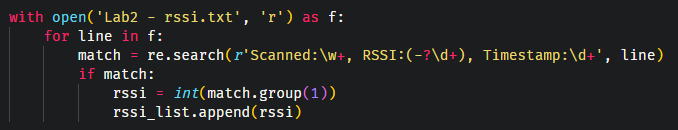 with open('Lab2 - rssi.txt', 'r') as f:
    for line in f:
        match = re.search(r'Scanned:\w+, RSSI:(-?\d+), Timestamp:\d+', line)
        if match:
            rssi = int(match.group(1))
            rssi_list.append(rssi)